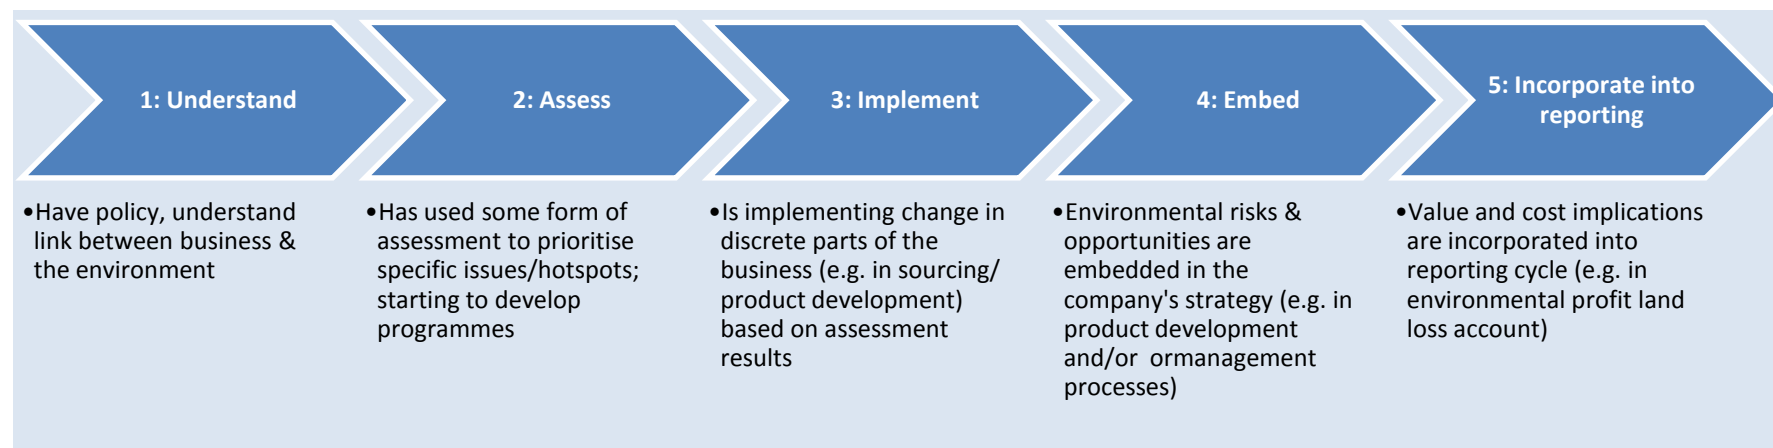 1: Understand
2: Assess
3: Implement
4: Embed
5: Incorporate into
reporting
•Have policy, understand
link between business &
the environment
•Has used some form of
assessment to prioritise
specific issues/hotspots;
starting to develop
programmes
•Is implementing change in
discrete parts of the
business (e.g. in sourcing/
product development)
based on assessment
results
•Environmental risks &
opportunities are
embedded in the
company's strategy (e.g. in
product development
and/or  ormanagement
processes)
•Value and cost implications
are incorporated into
reporting cycle (e.g. in
environmental profit land
loss account)